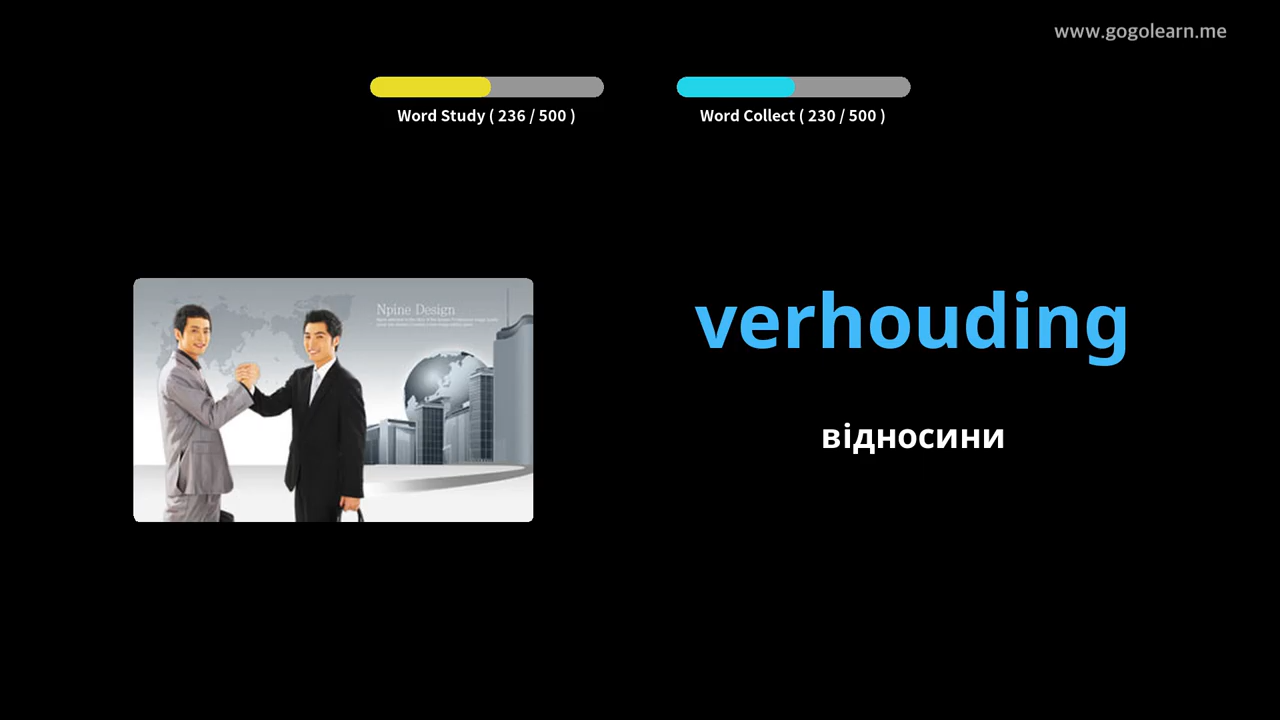 www.gogolearn.me
Word Study ( 236 / 500 )
Word Collect ( 230 / 500 )
Npine Design
verhouding
відносини